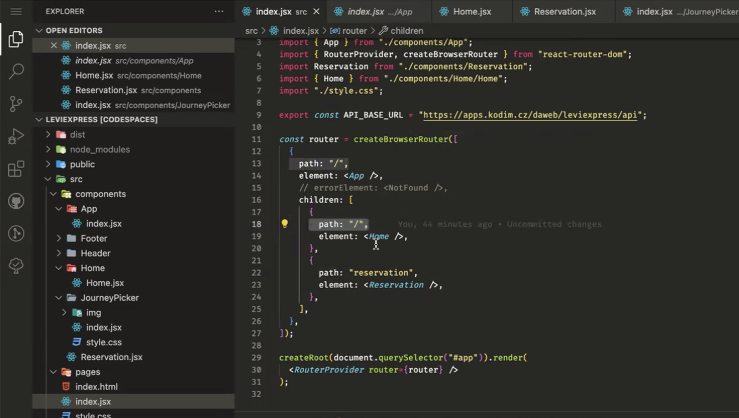 EXPLORER
···
OPEN EDITORS
index.jsx src
index.jsx src/components/App
Home.jsx src/components/Home
Reservation.jsx src/components
index.jsx src/components/JourneyPicker
LEVIEXPRESS [CODESPACES]
dist
node_modules
public
src
components
App
index.jsx
Footer
Header
Home
Home.jsx
JourneyPicker
img
index.jsx
style.css
Reservation.jsx
pages
index.html
index.jsx
style.css
index.jsx src
index.jsx .../App
Home.jsx
Reservation.jsx
index.jsx .../JourneyPicker
src > index.jsx > router > children
3 import { App } from "./components/App";
4 import { RouterProvider, createBrowserRouter } from "react-router-dom";
5 import Reservation from "./components/Reservation";
6 import { Home } from "./components/Home/Home";
7 import "./style.css";
8
9 export const API_BASE_URL = "https://apps.kodim.cz/daweb/leviexpress/api";
10
11 const router = createBrowserRouter([
12 {
13 path: "/",
14 element: <App />,
15 // errorElement: <NotFound />,
16 children: [
17 {
18 path: "/", You, 44 minutes ago • Uncommitted changes
19 element: <Home />,
20 },
21 {
22 path: "reservation",
23 element: <Reservation />,
24 },
25 ],
26 },
27 ]);
28
29 createRoot(document.querySelector("#app")).render(
30 <RouterProvider router={router} />
31 );
32